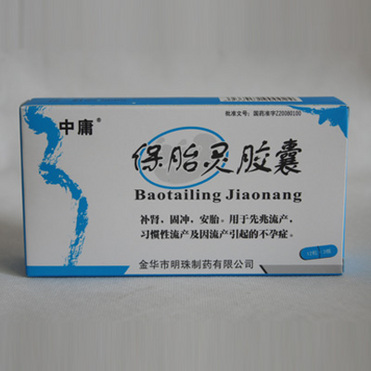 批准文号：国药准字Z20080100
中庸®
保胎灵胶囊
Baotailing Jiaonang
补肾，固冲，安胎。用于先兆流产，
习惯性流产及因流产引起的不孕症。
金华市明珠制药有限公司